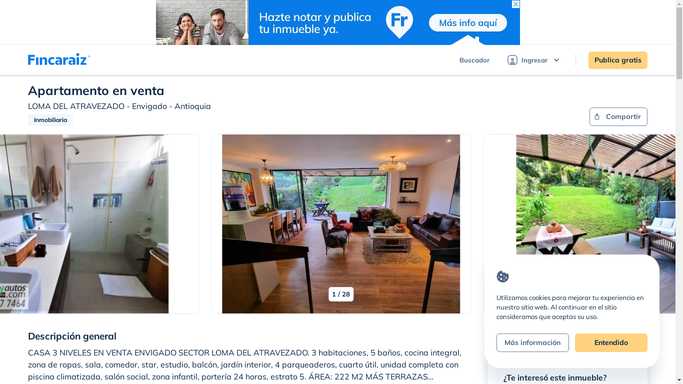 Hazte notar y publica
tu inmueble ya.
Fr
Más info aquí
Fincaraiz
Buscador
Ingresar
Publica gratis
Apartamento en venta
LOMA DEL ATRAVEZADO - Envigado - Antioquia
Inmobiliaria
Compartir
autos
.com
7 7464
1 / 28
Utilizamos cookies para mejorar tu experiencia en
nuestro sitio web. Al continuar en el sitio
consideramos que aceptas su uso.
Más información
Entendido
Descripción general
CASA 3 NIVELES EN VENTA ENVIGADO SECTOR LOMA DEL ATRAVEZADO. 3 habitaciones, 5 baños, cocina integral,
zona de ropas, sala, comedor, star, estudio, balcón, jardín interior, 4 parqueaderos, cuarto útil, unidad completa con
piscina climatizada, salón social, zona infantil, portería 24 horas, estrato 5. ÁREA: 222 M2 MÁS TERRAZAS...
¿Te interesó este inmueble?